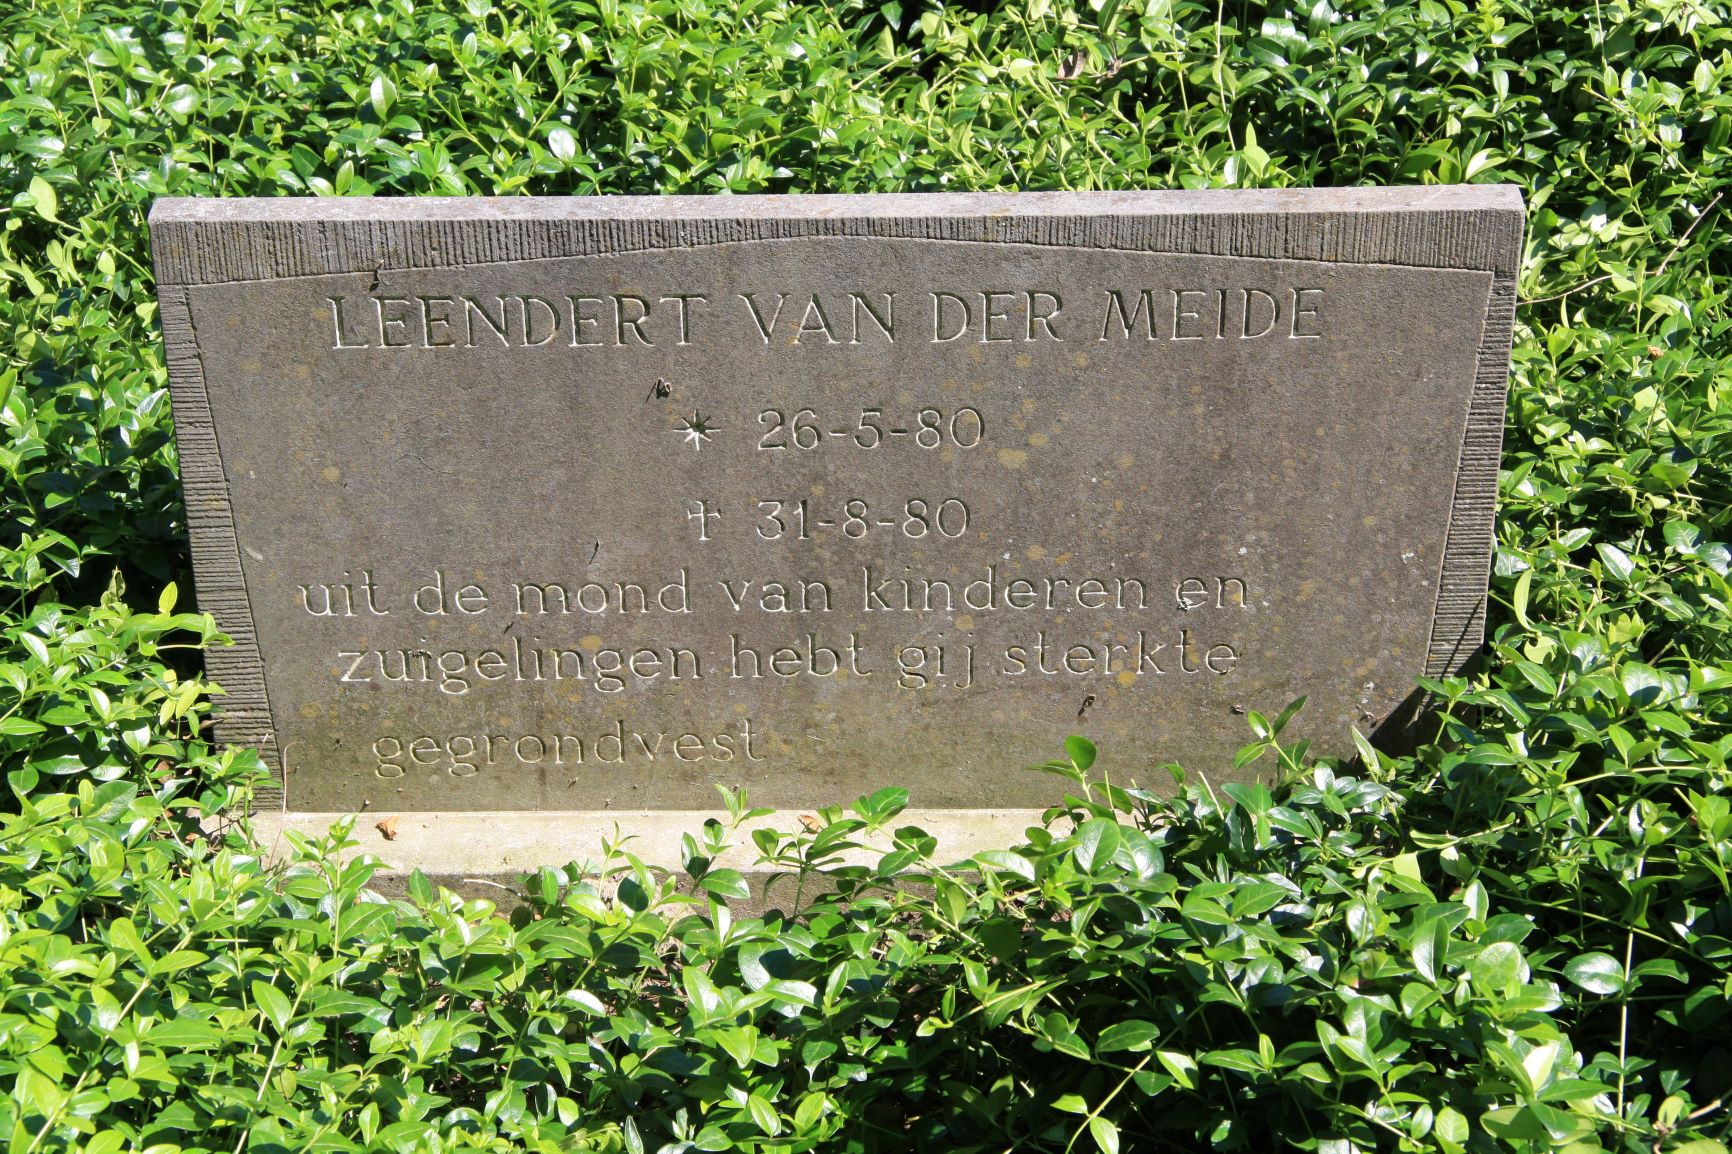 LEENDERT VAN DER MEIDE
* 26-5-80
† 31-8-80
uit de mond van kinderen en
zuigelingen hebt gij sterkte
gegrondvest